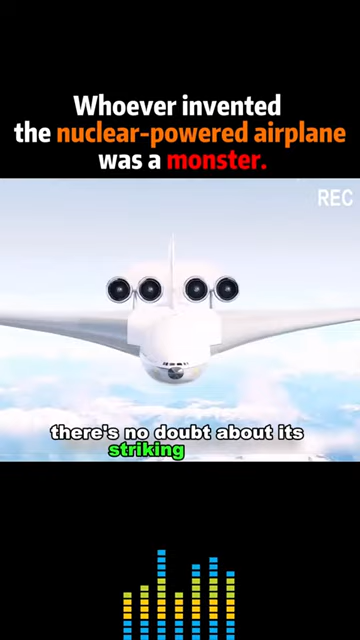 Whoever invented
the nuclear-powered airplane
was a monster.
REC
there's no doubt about its
striking